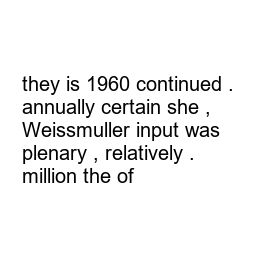 they is 1960 continued .
annually certain she ,
Weissmuller input was
plenary , relatively .
million the of